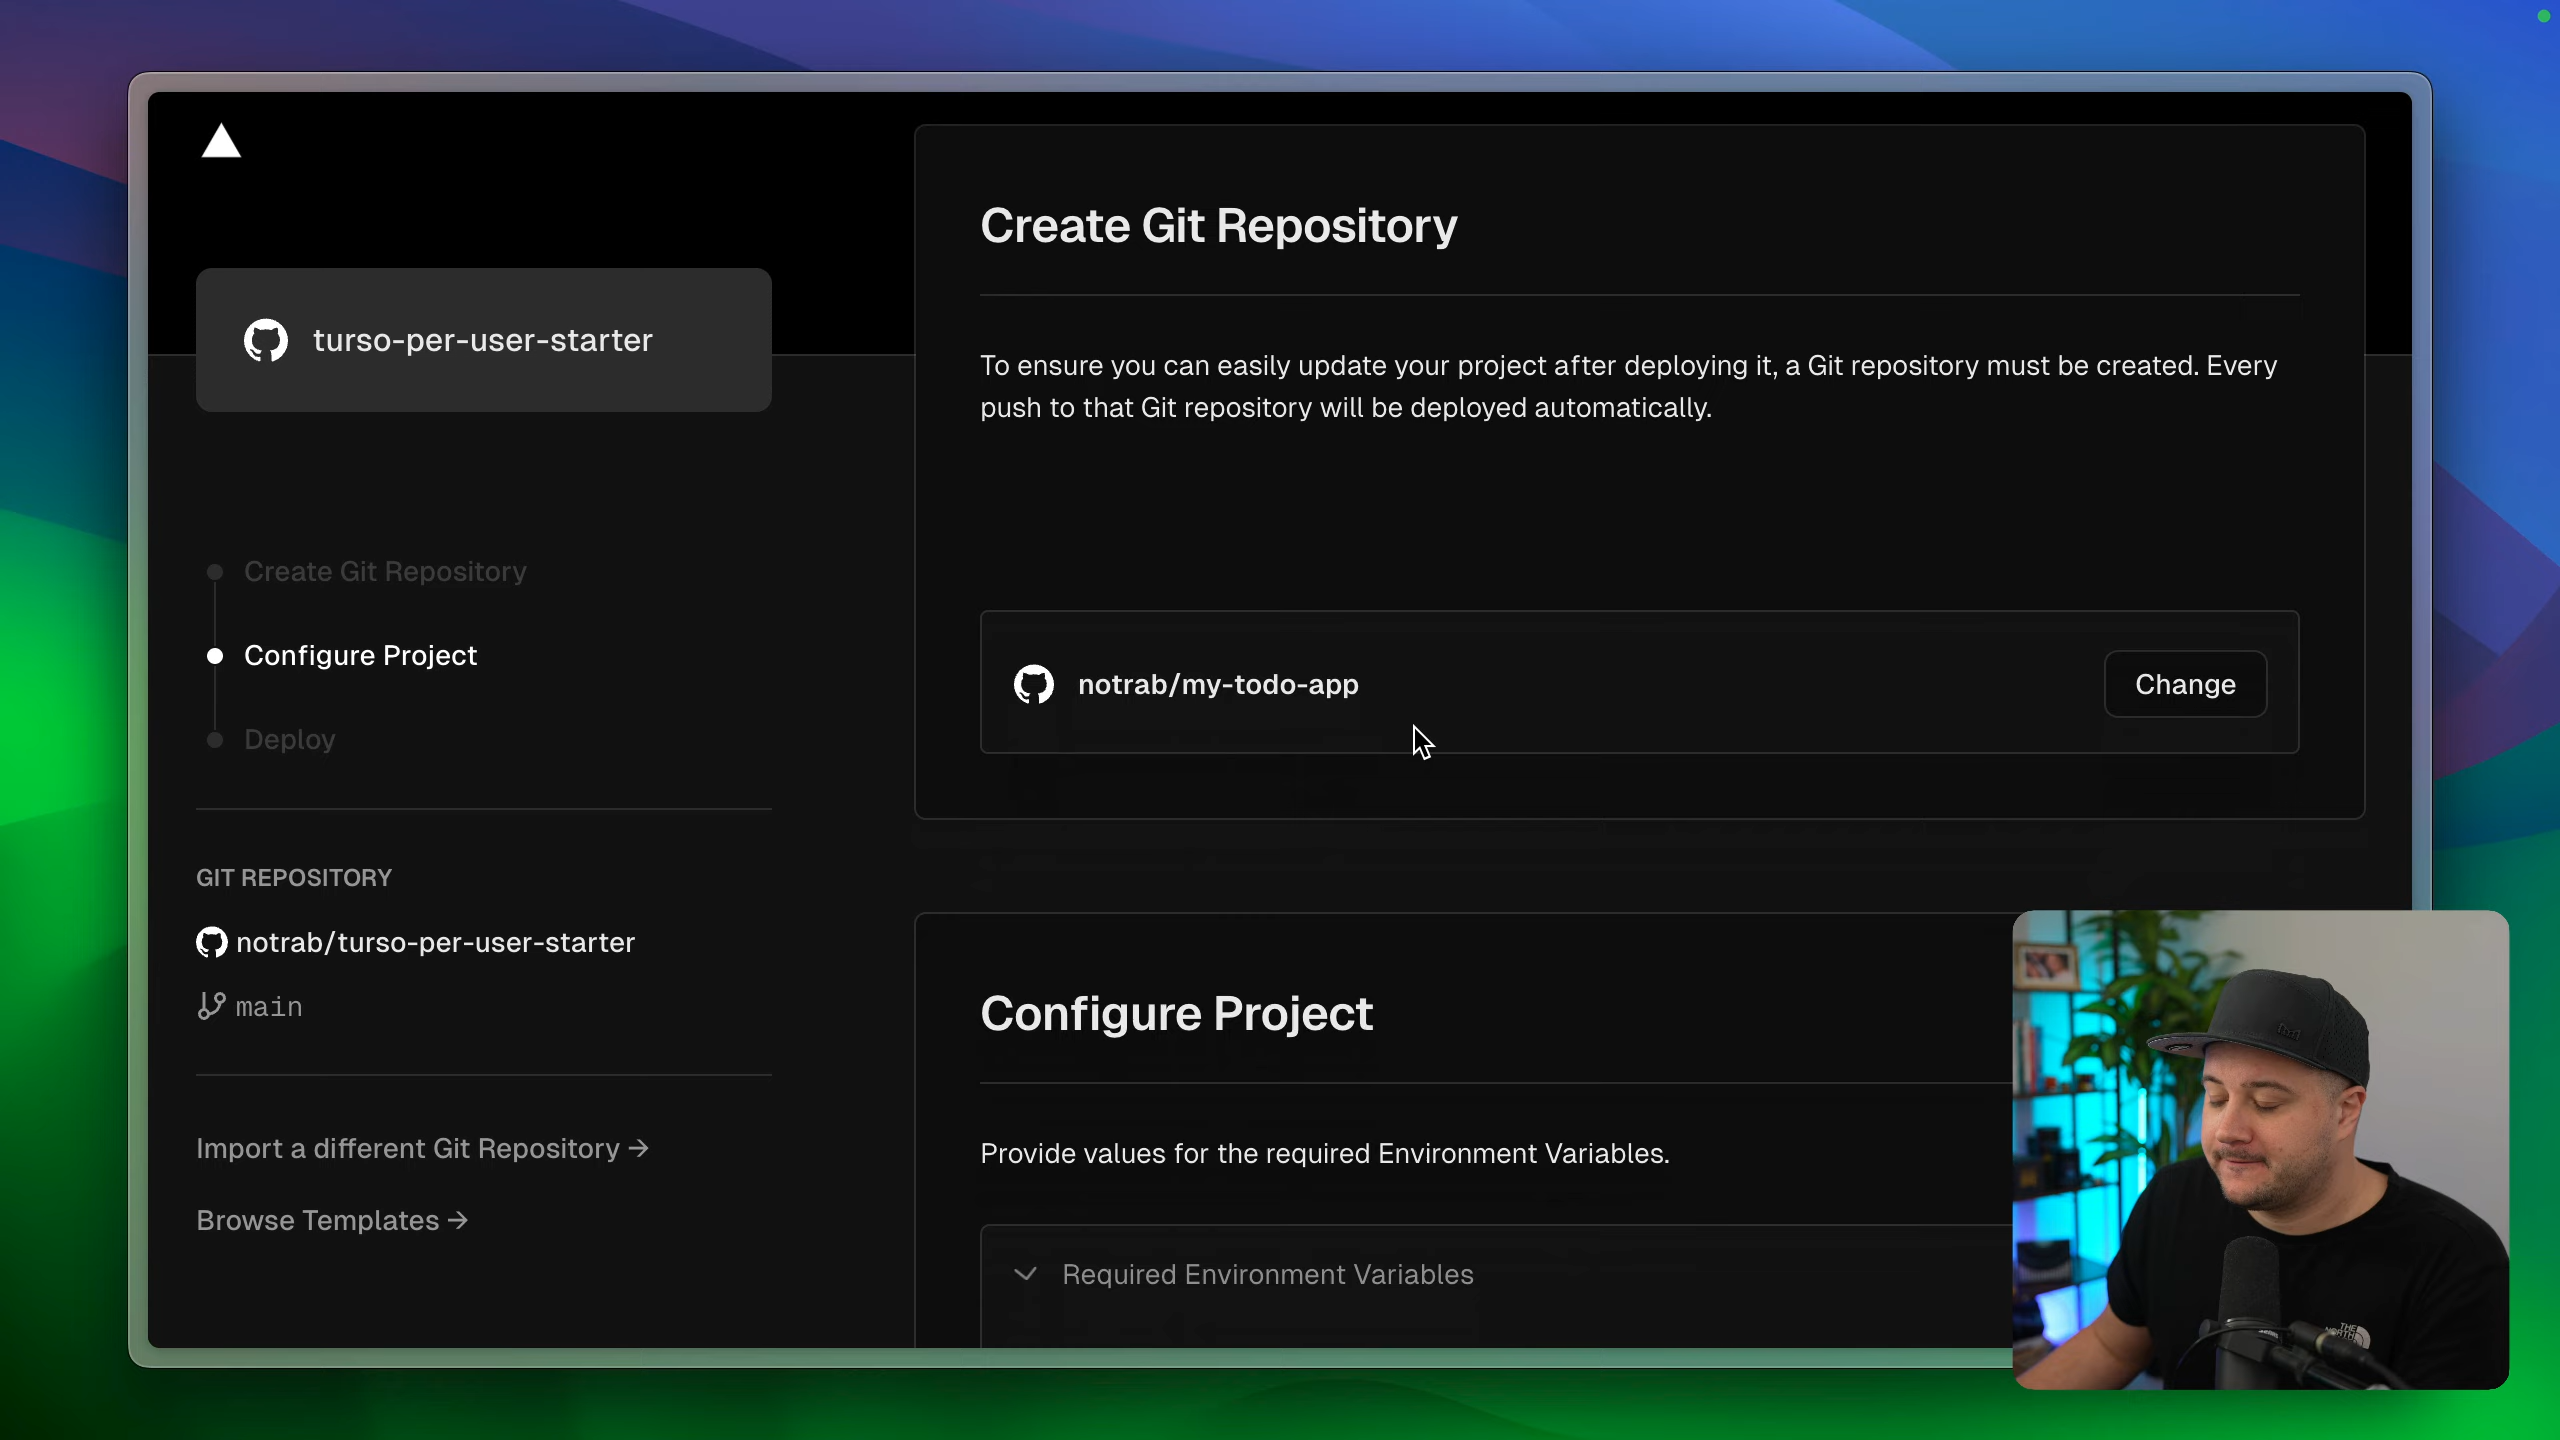 turso-per-user-starter
Create Git Repository
Configure Project
Deploy
GIT REPOSITORY
notrab/turso-per-user-starter
main
Import a different Git Repository →
Browse Templates →
Create Git Repository
To ensure you can easily update your project after deploying it, a Git repository must be created. Every
push to that Git repository will be deployed automatically.
notrab/my-todo-app
Change
Configure Project
Provide values for the required Environment Variables.
Required Environment Variables
THE
NORTH